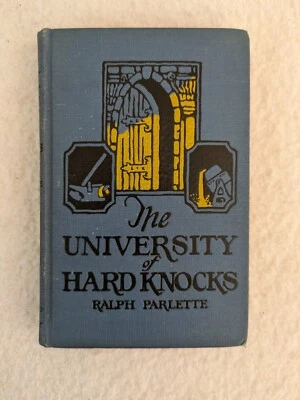 The
UNIVERSITY
of
HARD KNOCKS
RALPH PARLETTE